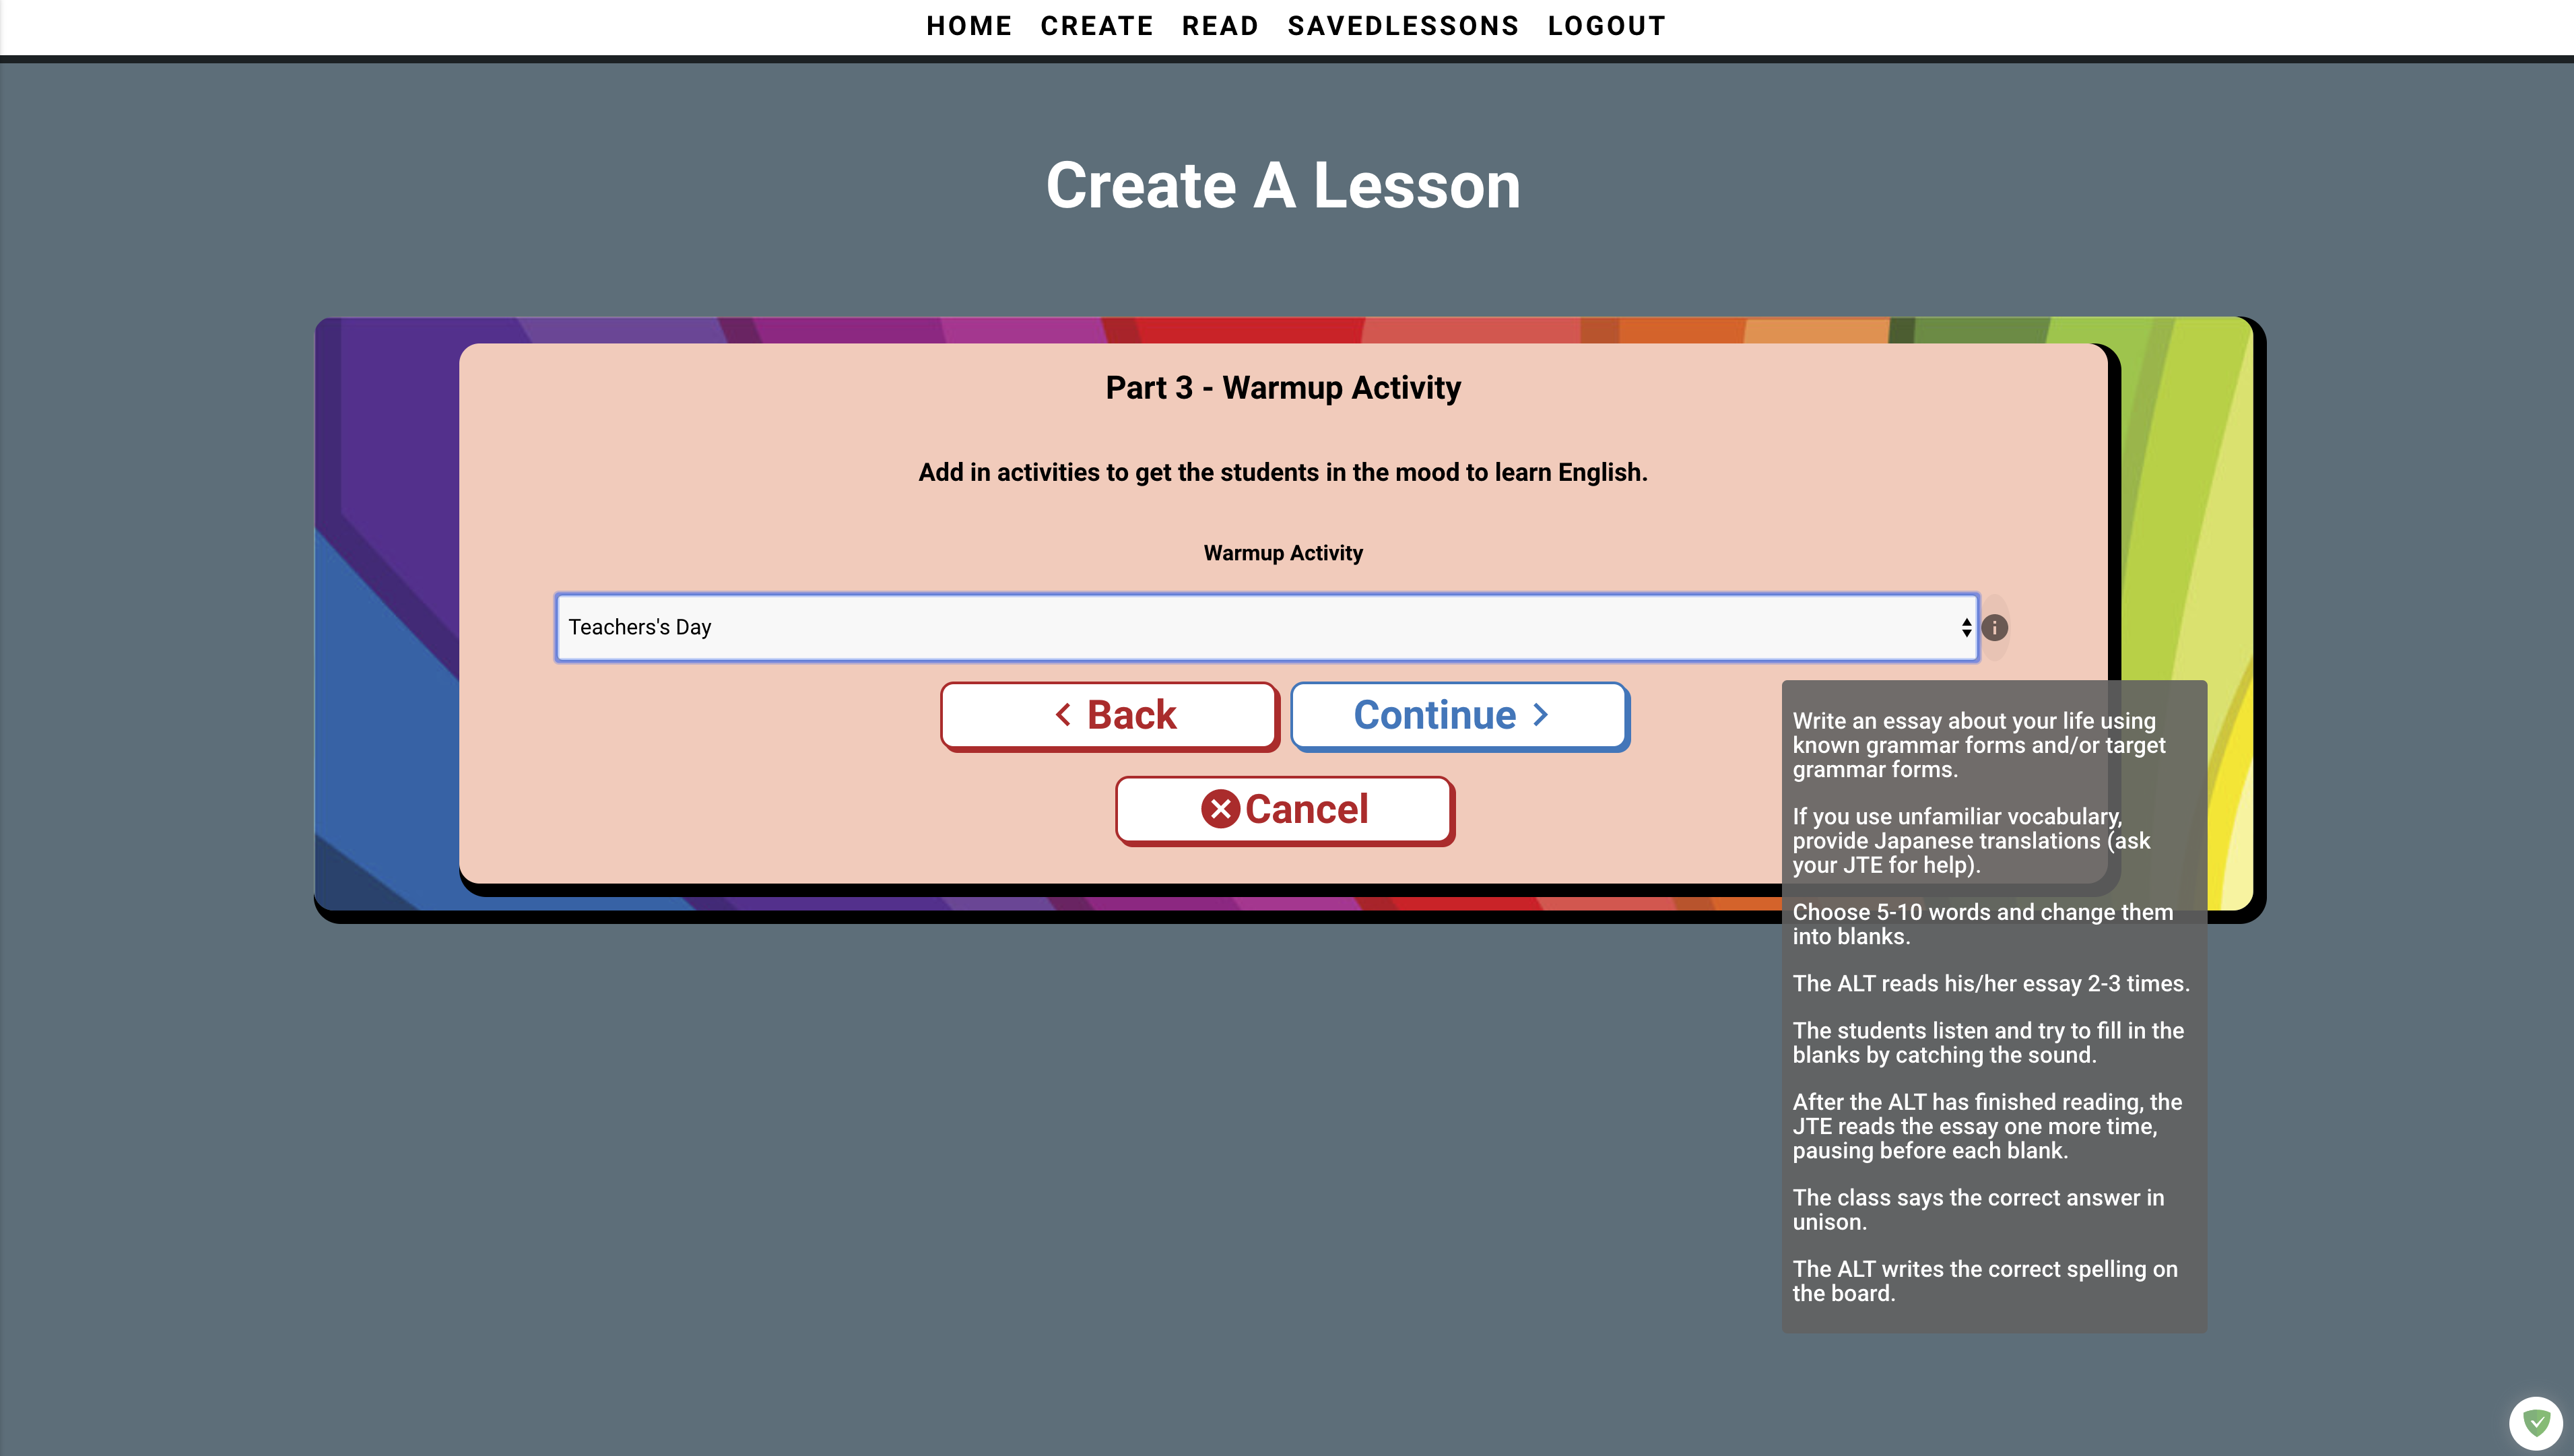 HOME CREATE READ SAVEDLESSONS LOGOUT
Create A Lesson
Part 3 - Warmup Activity
Add in activities to get the students in the mood to learn English.
Warmup Activity
Teachers's Day
Back
Continue
Cancel
Write an essay about your life using
known grammar forms and/or target
grammar forms.
If you use unfamiliar vocabulary,
provide Japanese translations (ask
your JTE for help).
Choose 5-10 words and change them
into blanks.
The ALT reads his/her essay 2-3 times.
The students listen and try to fill in the
blanks by catching the sound.
After the ALT has finished reading, the
JTE reads the essay one more time,
pausing before each blank.
The class says the correct answer in
unison.
The ALT writes the correct spelling on
the board.